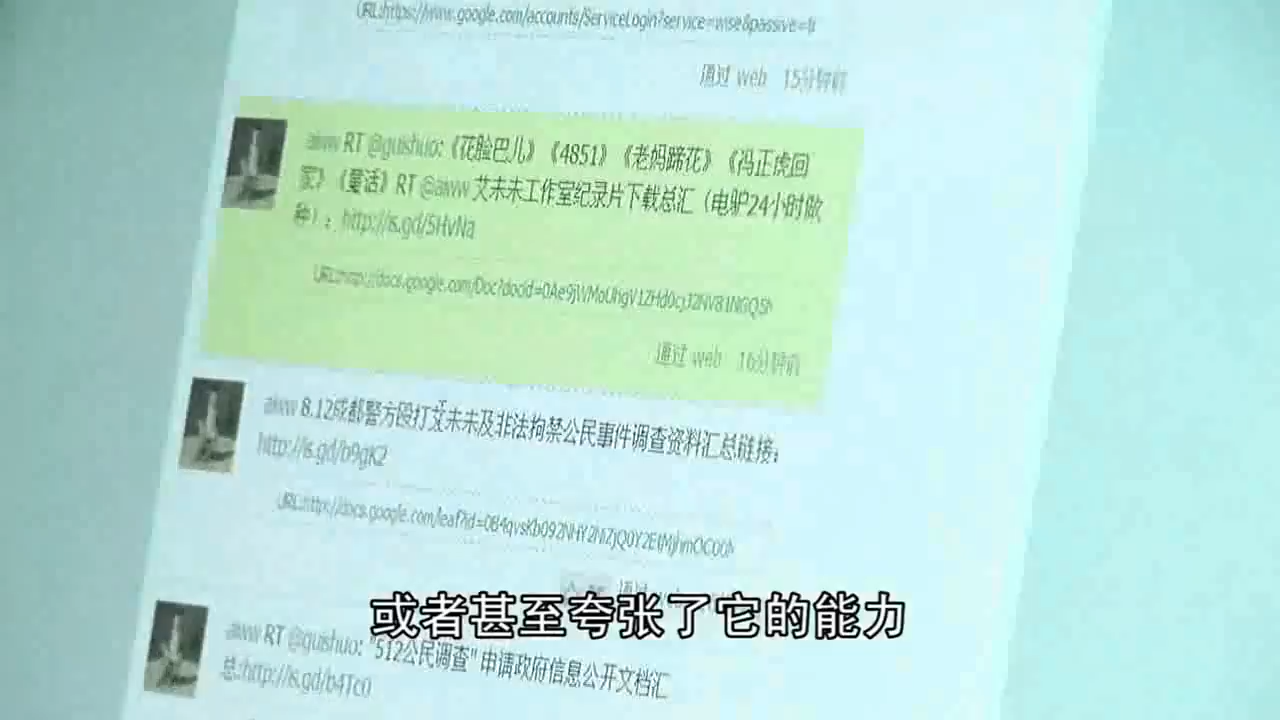 URL:https://www.google.com/accounts/ServiceLogin?service=wise&passive=tr
通过 web 15分钟前
aiww RT @guishuo:《花脸巴儿》《4851》《老妈蹄花》《冯正虎回
家》《童话》RT @aiww 艾未未工作室纪录片下载总汇（电驴24小时做
种）：http://is.gd/5HvNa
URL:http://docs.google.com/Doc?docid=
通过 web 16分钟前
aiww 8.12成都警方殴打艾未未及非法拘禁公民事件调查资料汇总链接：
http://is.gd/b9gK2
URL:http://docs.google.com/leaf?id=
通过 web
或者甚至夸张了它的能力
aiww RT @guishuo: "512公民调查" 申请政府信息公开文档汇
总:http://is.gd/b4Tc0